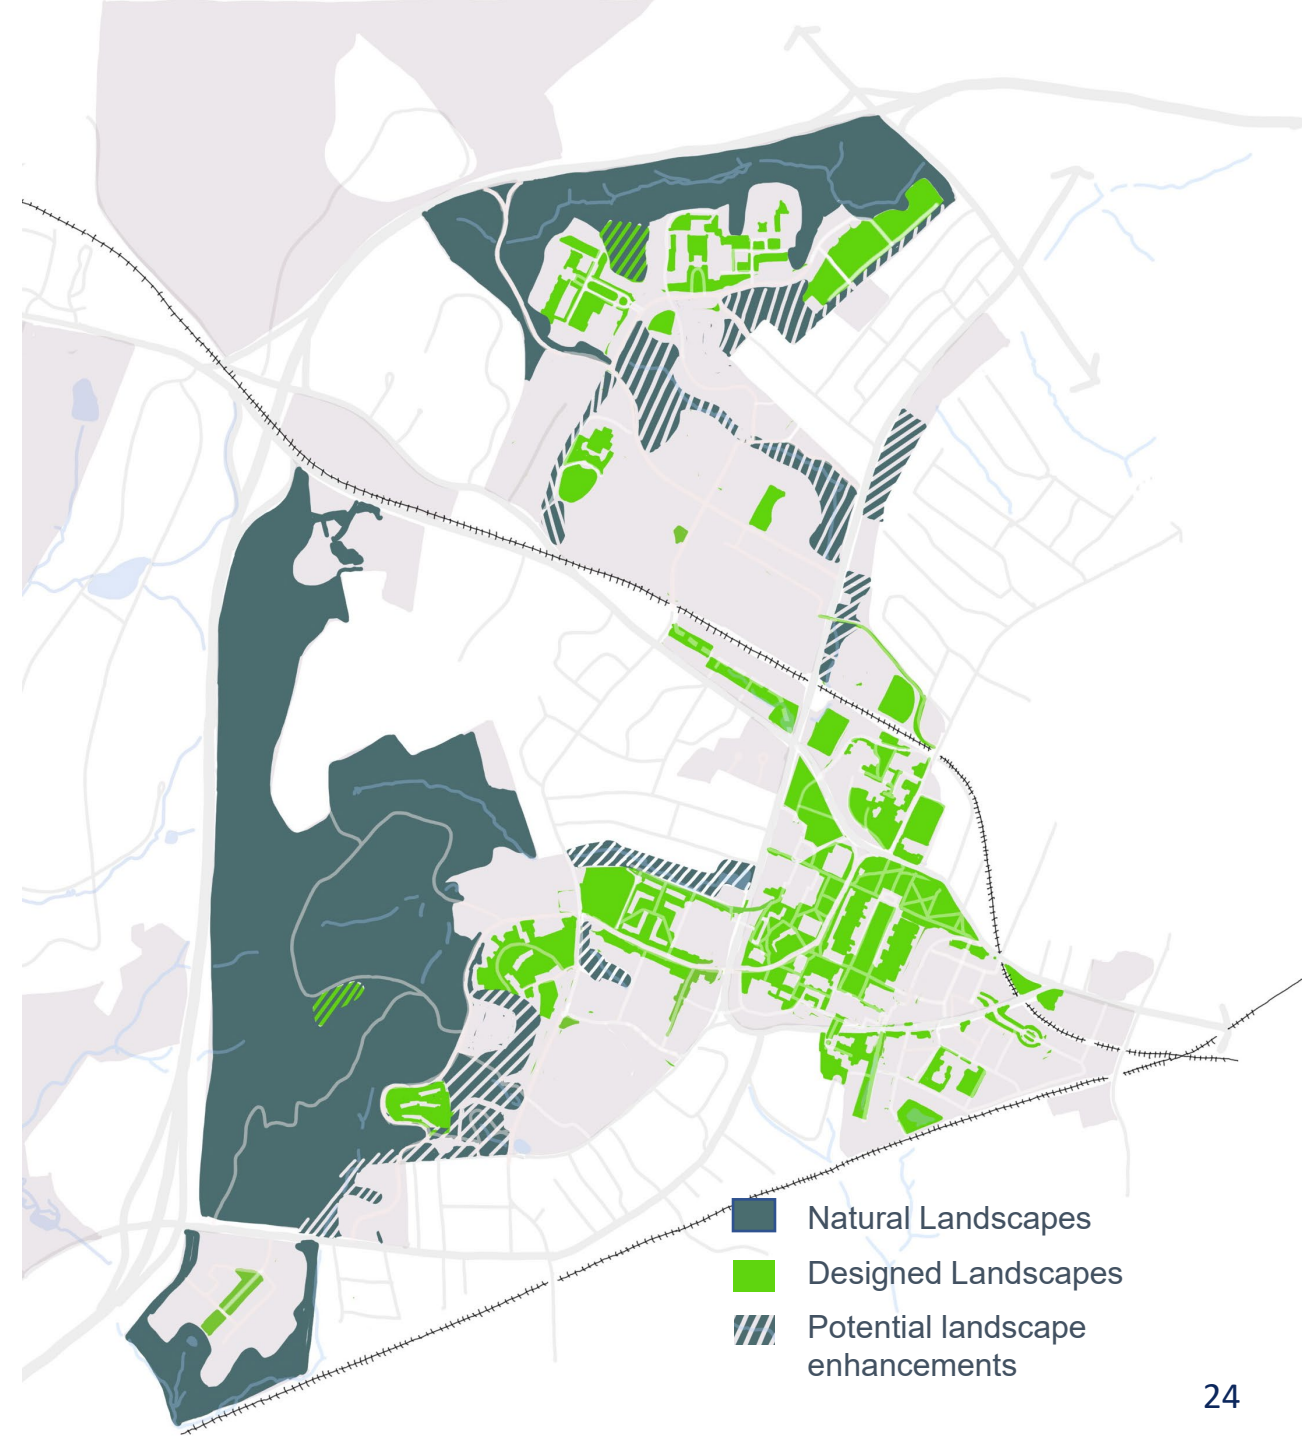 Natural Landscapes
Designed Landscapes
Potential landscape
enhancements
24